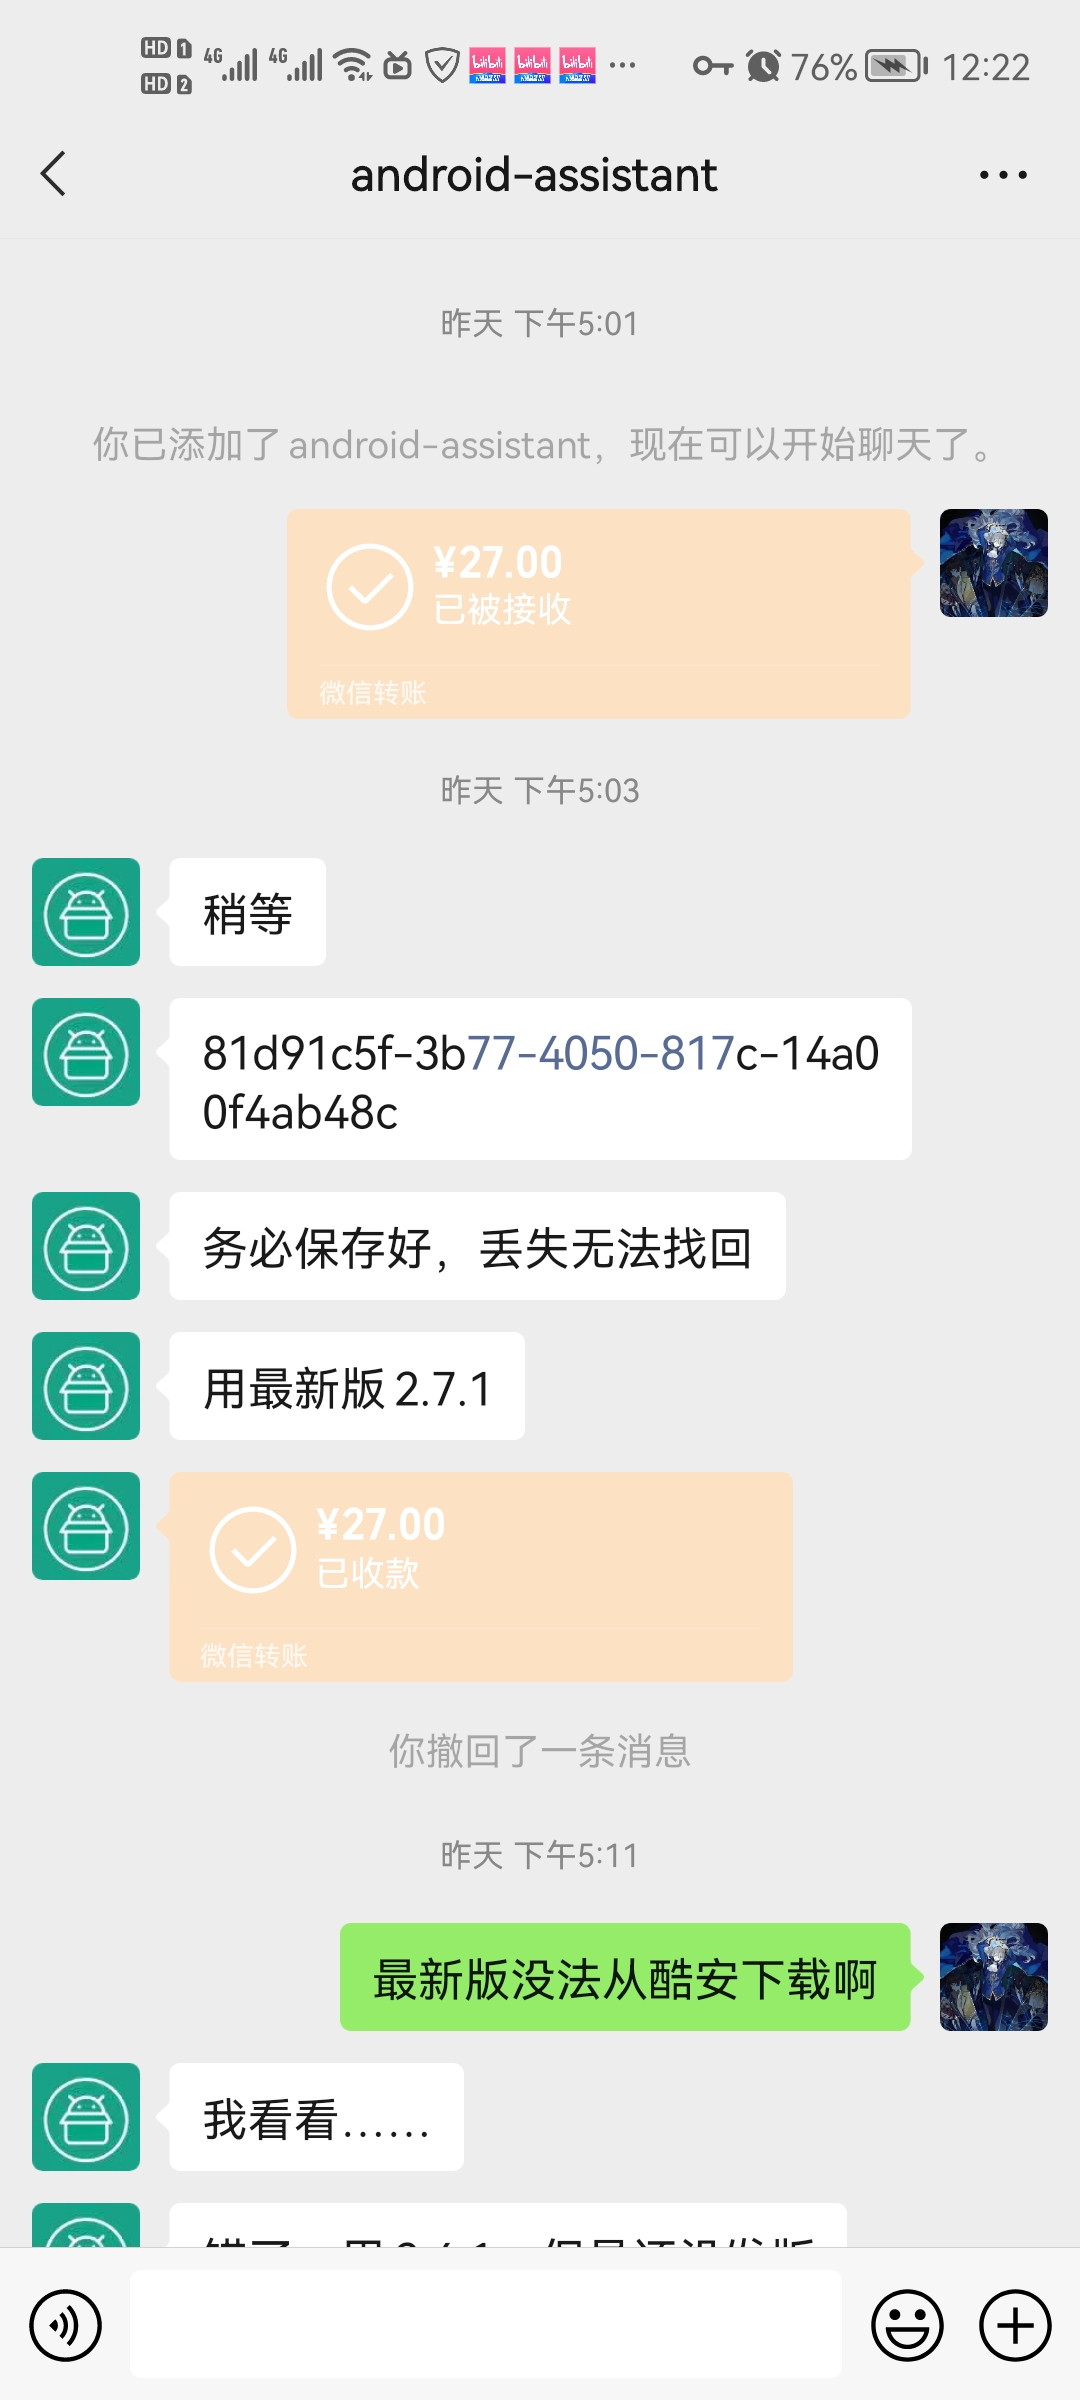 HD 1 4G 4G 76% 12:22
HD 2
android-assistant
昨天 下午5:01
你已添加了android-assistant，现在可以开始聊天了。
¥27.00
已被接收
微信转账
昨天 下午5:03
稍等
81d91c5f-3b77-4050-817c-14a0
0f4ab48c
务必保存好，丢失无法找回
用最新版2.7.1
¥27.00
已收款
微信转账
你撤回了一条消息
昨天 下午5:11
最新版没法从酷安下载啊
我看看……